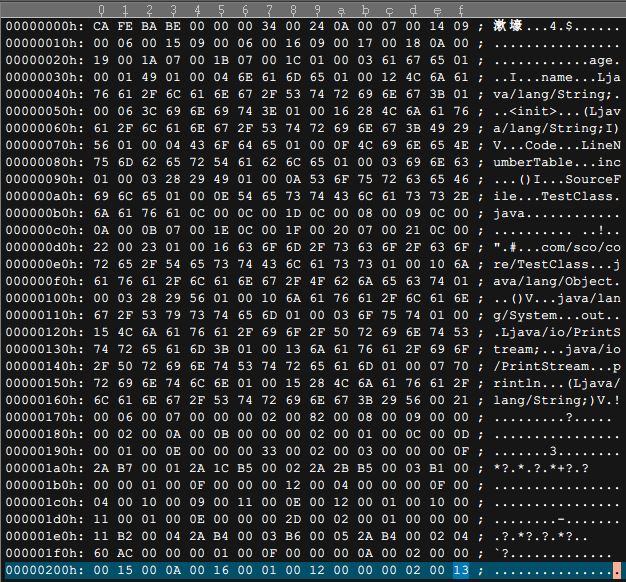 0 1 2 3 4 5 6 7 8 9 a b c d e f
00000000h: CA FE BA BE 00 00 00 34 00 24 0A 00 07 00 14 09 ; 漱壕...4.$......
00000010h: 00 06 00 15 09 00 06 00 16 09 00 17 00 18 0A 00 ; ................
00000020h: 19 00 1A 07 00 1B 07 00 1C 01 00 03 61 67 65 01 ; ............age.
00000030h: 00 01 49 01 00 04 6E 61 6D 65 01 00 12 4C 6A 61 ; ..I...name...Lja
00000040h: 76 61 2F 6C 61 6E 67 2F 53 74 72 69 6E 67 3B 01 ; va/lang/String;.
00000050h: 00 06 3C 69 6E 69 74 3E 01 00 16 28 4C 6A 61 76 ; ..<init>...(Ljav
00000060h: 61 2F 6C 61 6E 67 2F 53 74 72 69 6E 67 3B 49 29 ; a/lang/String;I)
00000070h: 56 01 00 04 43 6F 64 65 01 00 0F 4C 69 6E 65 4E ; V...Code...LineN
00000080h: 75 6D 62 65 72 54 61 62 6C 65 01 00 03 69 6E 63 ; umberTable...inc
00000090h: 01 00 03 28 29 49 01 00 0A 53 6F 75 72 63 65 46 ; ...()I...SourceF
000000a0h: 69 6C 65 01 00 0E 54 65 73 74 43 6C 61 73 73 2E ; ile...TestClass.
000000b0h: 6A 61 76 61 0C 00 0C 00 1D 0C 00 08 00 09 0C 00 ; java............
000000c0h: 0A 00 0B 07 00 1E 0C 00 1F 00 20 07 00 21 0C 00 ; .......... ..!..
000000d0h: 22 00 23 01 00 16 63 6F 6D 2F 73 63 6F 2F 63 6F ; ".#...com/sco/co
000000e0h: 72 65 2F 54 65 73 74 43 6C 61 73 73 01 00 10 6A ; re/TestClass...j
000000f0h: 61 76 61 2F 6C 61 6E 67 2F 4F 62 6A 65 63 74 01 ; ava/lang/Object.
00000100h: 00 03 28 29 56 01 00 10 6A 61 76 61 2F 6C 61 6E ; ..()V...java/lan
00000110h: 67 2F 53 79 73 74 65 6D 01 00 03 6F 75 74 01 00 ; g/System...out..
00000120h: 15 4C 6A 61 76 61 2F 69 6F 2F 50 72 69 6E 74 53 ; .Ljava/io/PrintS
00000130h: 74 72 65 61 6D 3B 01 00 13 6A 61 76 61 2F 69 6F ; tream;...java/io
00000140h: 2F 50 72 69 6E 74 53 74 72 65 61 6D 01 00 07 70 ; /PrintStream...p
00000150h: 72 69 6E 74 6C 6E 01 00 15 28 4C 6A 61 76 61 2F ; rintln...(Ljava/
00000160h: 6C 61 6E 67 2F 53 74 72 69 6E 67 3B 29 56 00 21 ; lang/String;)V.!
00000170h: 00 06 00 07 00 00 00 02 00 82 00 08 00 09 00 00 ; .........?.....
00000180h: 00 02 00 0A 00 0B 00 00 00 02 00 01 00 0C 00 0D ; ................
00000190h: 00 01 00 0E 00 00 00 33 00 02 00 03 00 00 00 0F ; .......3........
000001a0h: 2A B7 00 01 2A 1C B5 00 02 2A 2B B5 00 03 B1 00 ; *?.*.?.*+?.?
000001b0h: 00 00 01 00 0F 00 00 00 12 00 04 00 00 00 0F 00 ; ................
000001c0h: 04 00 10 00 09 00 11 00 0E 00 12 00 01 00 10 00 ; ................
000001d0h: 11 00 01 00 0E 00 00 00 2D 00 02 00 01 00 00 00 ; ........-.......
000001e0h: 11 B2 00 04 2A B4 00 03 B6 00 05 2A B4 00 02 04 ; .?.*?.?.*?..
000001f0h: 60 AC 00 00 00 01 00 0F 00 00 00 0A 00 02 00 00 ; `?.............
00000200h: 00 15 00 0A 00 16 00 01 00 12 00 00 00 02 00 13 ; ................